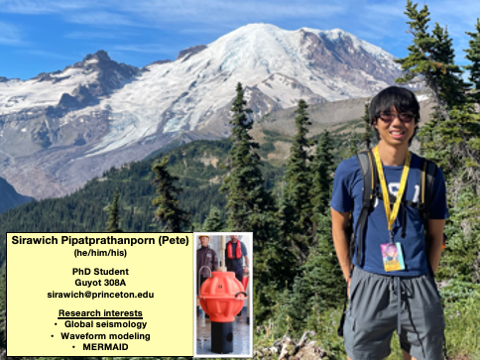 Sirawich Pipatprathanporn (Pete)
(he/him/his)
PhD Student
Guyot 308A
sirawich@princeton.edu
Research interests
• Global seismology
• Waveform modeling
• MERMAID